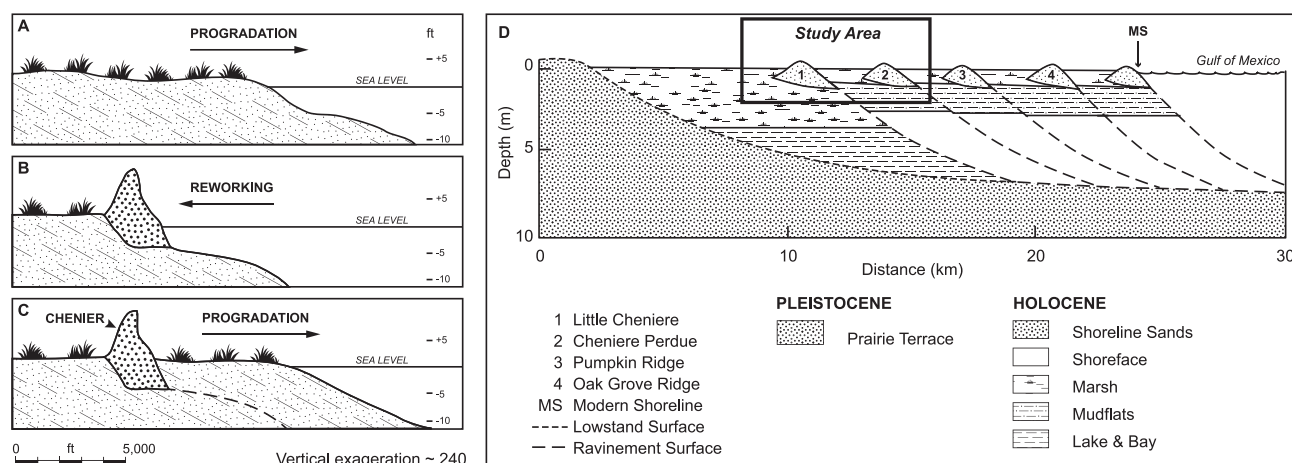 A
PROGRADATION
ft
+5
SEA LEVEL
-5
-10
B
REWORKING
+5
SEA LEVEL
-5
-10
C
CHENIER
PROGRADATION
+5
SEA LEVEL
-5
-10
0 ft 5,000
Vertical exageration ~ 240
D
Study Area
MS
Gulf of Mexico
1 2 3 4
0
5
10
Depth (m)
0 10 20 30
Distance (km)
1 Little Cheniere
2 Cheniere Perdue
3 Pumpkin Ridge
4 Oak Grove Ridge
MS Modern Shoreline
Lowstand Surface
Ravinement Surface
PLEISTOCENE
Prairie Terrace
HOLOCENE
Shoreline Sands
Shoreface
Marsh
Mudflats
Lake & Bay